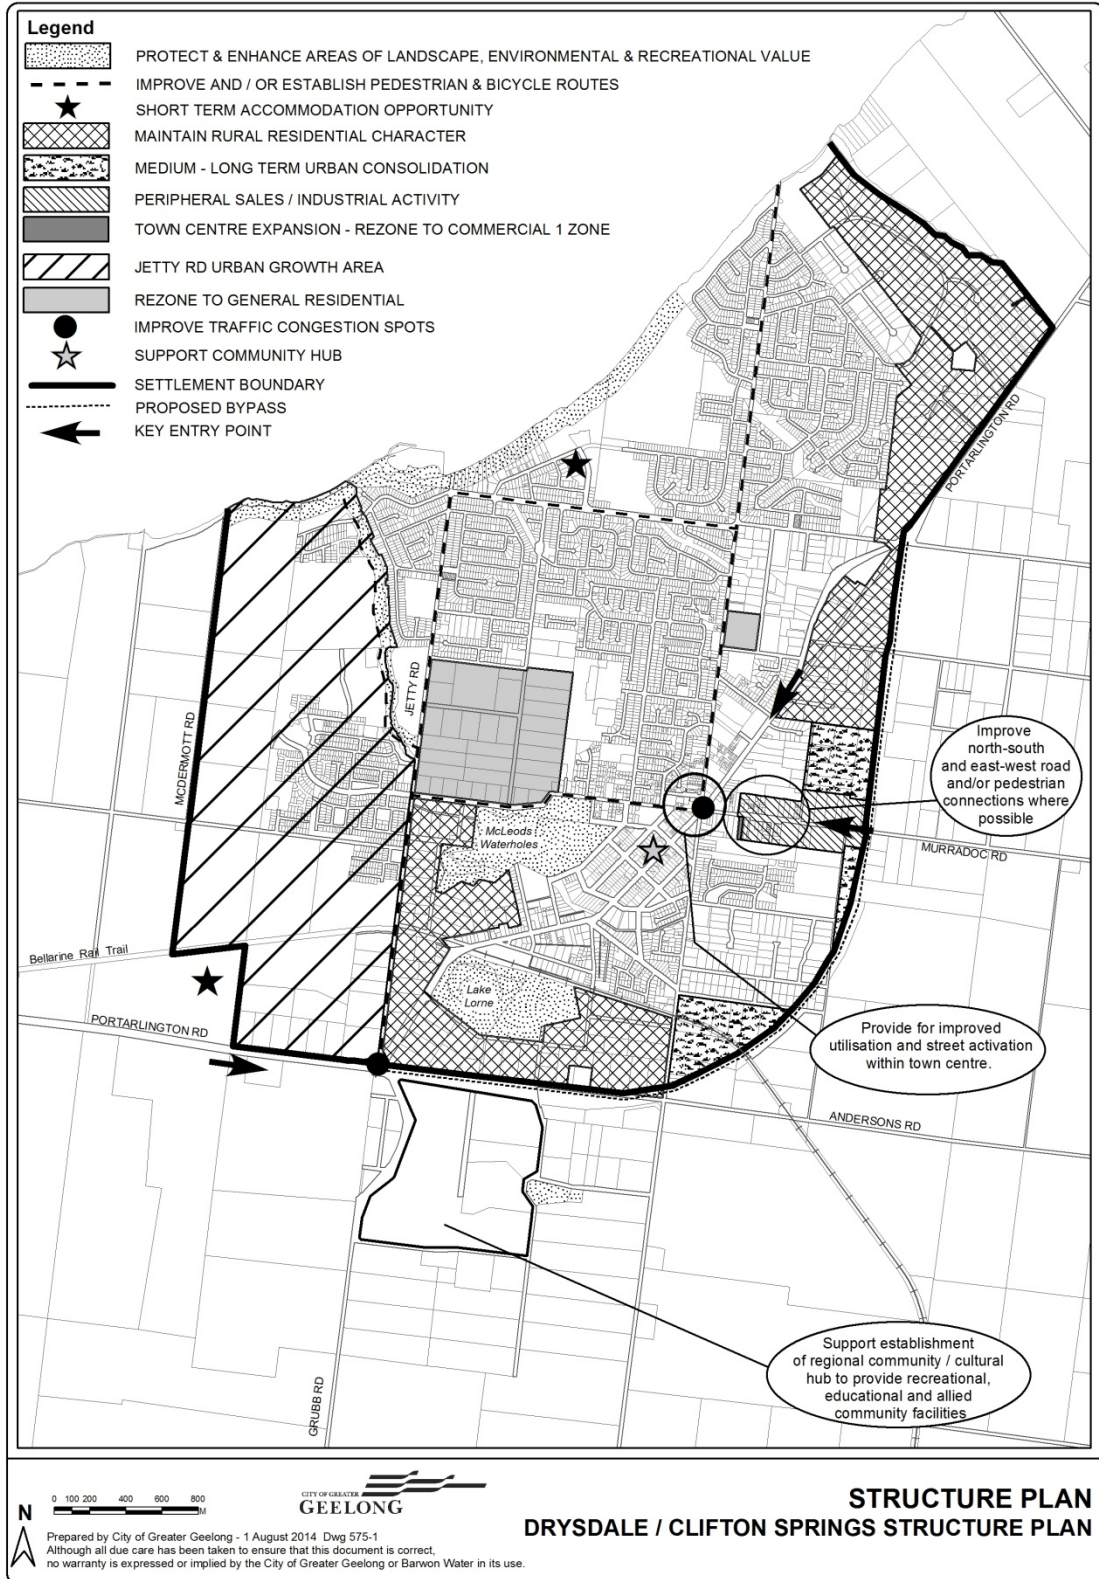 Legend
PROTECT & ENHANCE AREAS OF LANDSCAPE, ENVIRONMENTAL & RECREATIONAL VALUE
IMPROVE AND / OR ESTABLISH PEDESTRIAN & BICYCLE ROUTES
SHORT TERM ACCOMMODATION OPPORTUNITY
MAINTAIN RURAL RESIDENTIAL CHARACTER
MEDIUM - LONG TERM URBAN CONSOLIDATION
PERIPHERAL SALES / INDUSTRIAL ACTIVITY
TOWN CENTRE EXPANSION - REZONE TO COMMERCIAL 1 ZONE
JETTY RD URBAN GROWTH AREA
REZONE TO GENERAL RESIDENTIAL
IMPROVE TRAFFIC CONGESTION SPOTS
SUPPORT COMMUNITY HUB
SETTLEMENT BOUNDARY
PROPOSED BYPASS
KEY ENTRY POINT
PORTARLINGTON RD
JETTY RD
MCDERMOTT RD
Improve
north-south
and east-west road
and/or pedestrian
connections where
possible
McLeods
Waterholes
MURRADOC RD
Bellarine Rail Trail
Lake
Lorne
PORTARLINGTON RD
Provide for improved
utilisation and street activation
within town centre.
ANDERSONS RD
GRUBB RD
Support establishment
of regional community / cultural
hub to provide recreational,
educational and allied
community facilities
N
0 100 200 400 600 800
M
CITY OF GREATER
GEELONG
Prepared by City of Greater Geelong - 1 August 2014 Dwg 575-1
Although all due care has been taken to ensure that this document is correct,
no warranty is expressed or implied by the City of Greater Geelong or Barwon Water in its use.
STRUCTURE PLAN
DRYSDALE / CLIFTON SPRINGS STRUCTURE PLAN